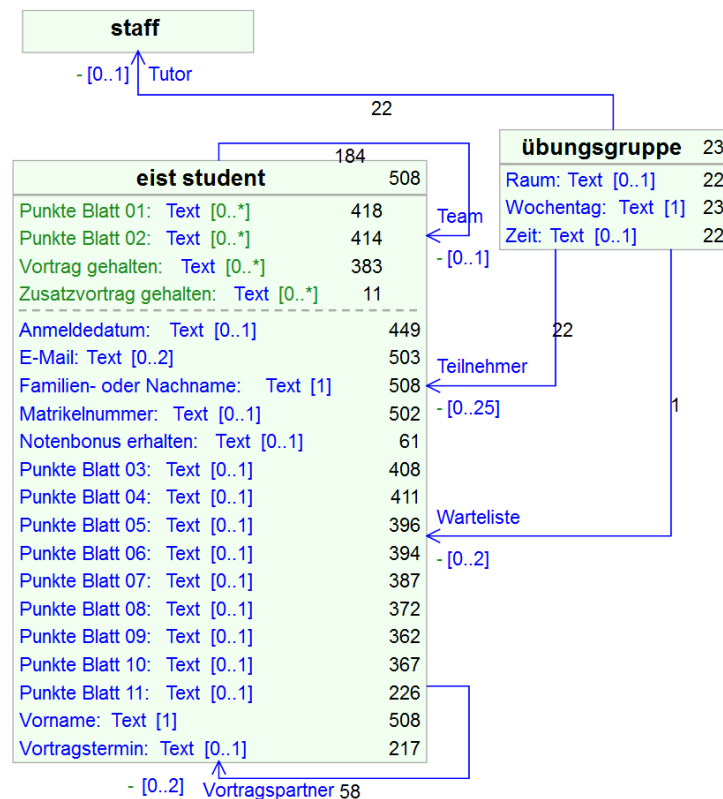 staff
- [0..1] Tutor
22
184
übungsgruppe 23
Raum: Text [0..1] 22
Wochentag: Text [1] 23
Zeit: Text [0..1] 22
eist student 508
Punkte Blatt 01: Text [0..*] 418
Punkte Blatt 02: Text [0..*] 414
Vortrag gehalten: Text [0..*] 383
Zusatzvortrag gehalten: Text [0..*] 11
Team
- [0..1]
Anmeldedatum: Text [0..1] 449
E-Mail: Text [0..2] 503
Familien- oder Nachname: Text [1] 508
Matrikelnummer: Text [0..1] 502
Notenbonus erhalten: Text [0..1] 61
Punkte Blatt 03: Text [0..1] 408
Punkte Blatt 04: Text [0..1] 411
Punkte Blatt 05: Text [0..1] 396
Punkte Blatt 06: Text [0..1] 394
Punkte Blatt 07: Text [0..1] 387
Punkte Blatt 08: Text [0..1] 372
Punkte Blatt 09: Text [0..1] 362
Punkte Blatt 10: Text [0..1] 367
Punkte Blatt 11: Text [0..1] 226
Vorname: Text [1] 508
Vortragstermin: Text [0..1] 217
22
Teilnehmer
- [0..25]
1
Warteliste
- [0..2]
- [0..2] Vortragspartner 58